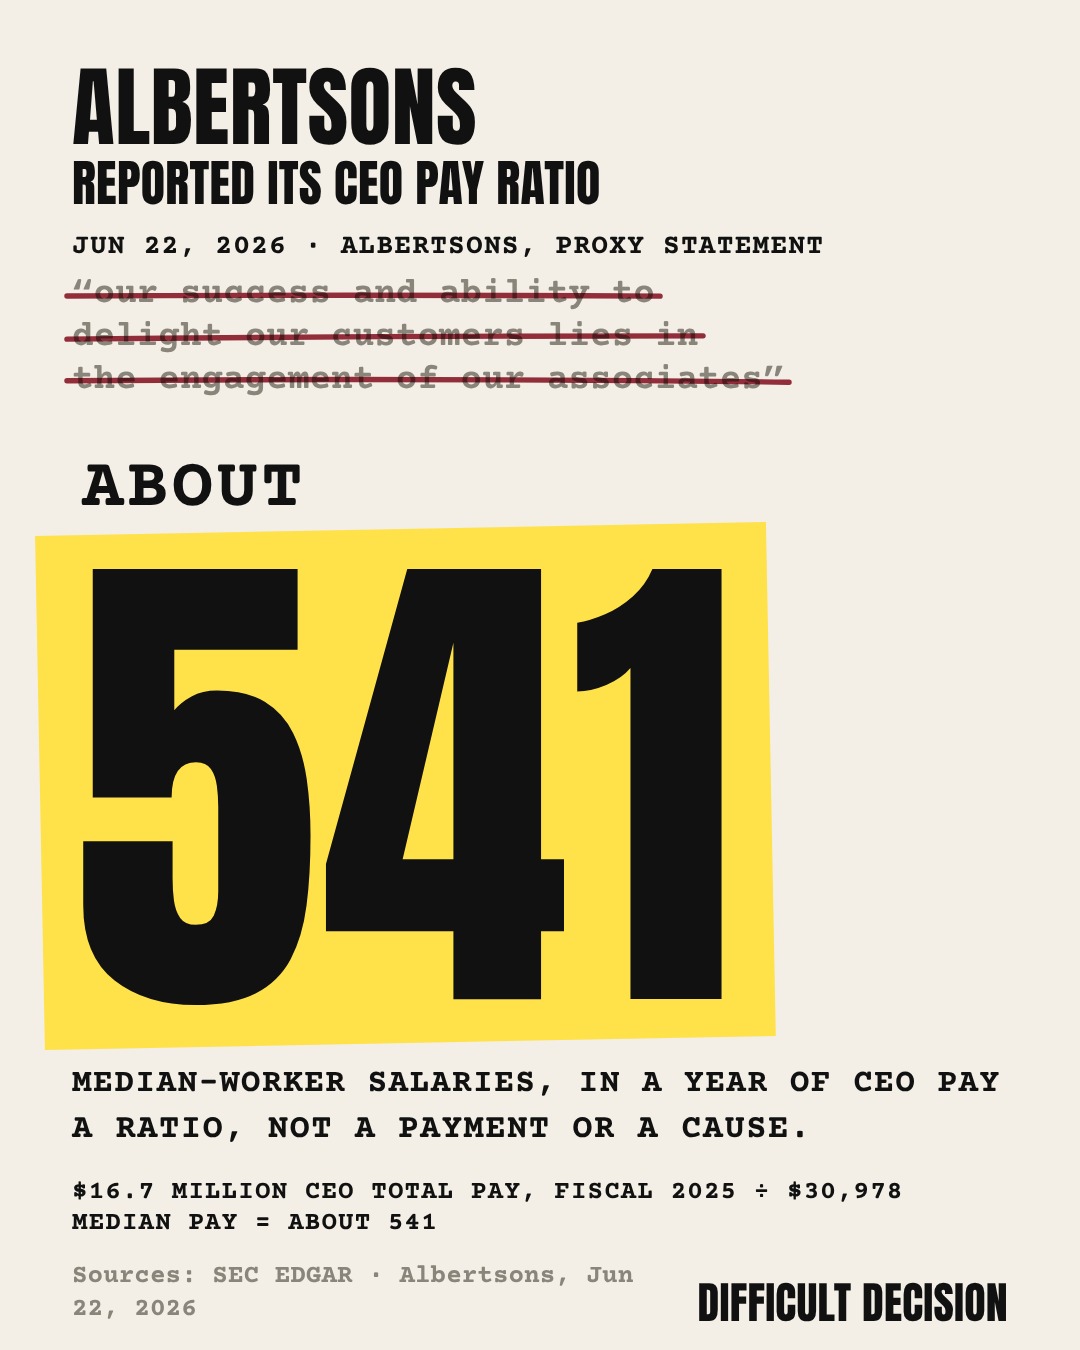 ALBERTSONS
REPORTED ITS CEO PAY RATIO
JUN 22, 2026 · ALBERTSONS, PROXY STATEMENT
“our success and ability to
delight our customers lies in
the engagement of our associates”
ABOUT
541
MEDIAN–WORKER SALARIES, IN A YEAR OF CEO PAY
A RATIO, NOT A PAYMENT OR A CAUSE.
$16.7 MILLION CEO TOTAL PAY, FISCAL 2025 ÷ $30,978
MEDIAN PAY = ABOUT 541
Sources: SEC EDGAR · Albertsons, Jun
22, 2026
DIFFICULT DECISION